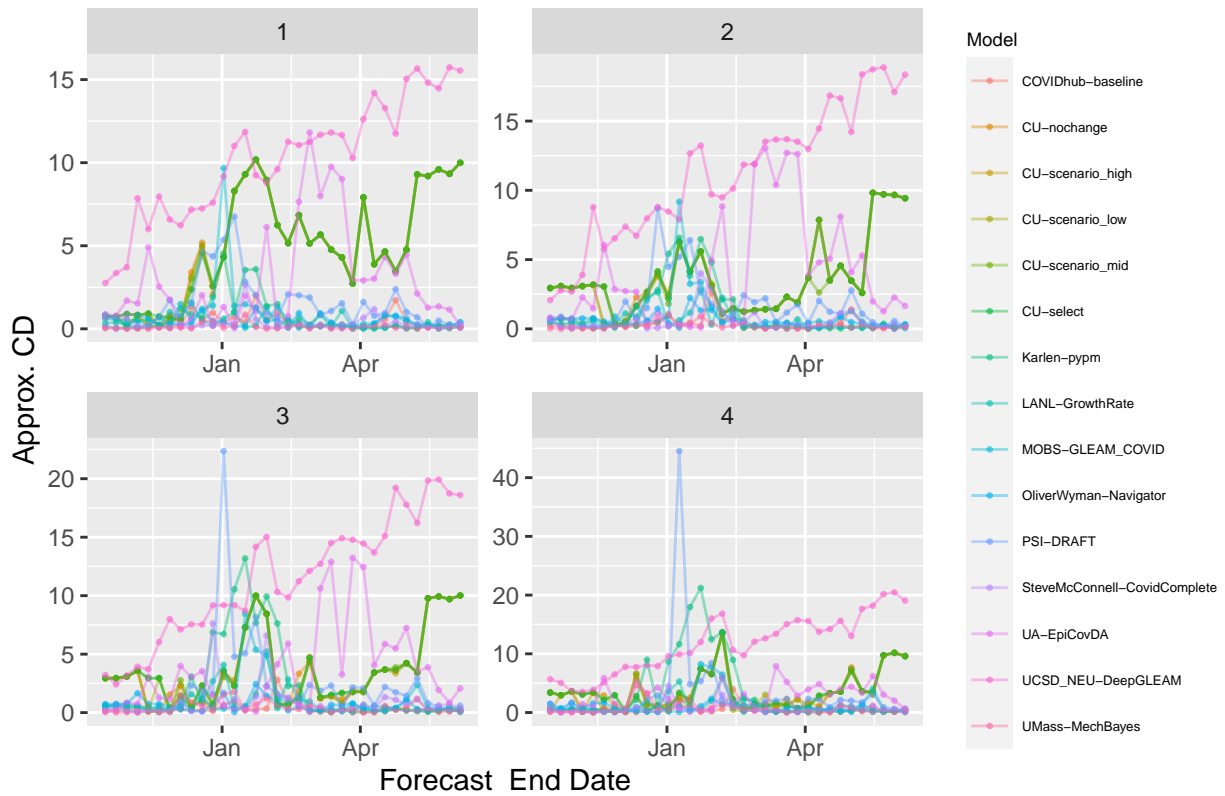 1
2
Model
15
10
5
0
15
10
5
0
Jan
Apr
Jan
Apr
3
4
20
15
10
5
0
40
30
20
10
0
Jan
Apr
Jan
Apr
Approx. CD
Forecast  End Date
COVIDhub−baseline
CU−nochange
CU−scenario_high
CU−scenario_low
CU−scenario_mid
CU−select
Karlen−pypm
LANL−GrowthRate
MOBS−GLEAM_COVID
OliverWyman−Navigator
PSI−DRAFT
SteveMcConnell−CovidComplete
UA−EpiCovDA
UCSD_NEU−DeepGLEAM
UMass−MechBayes